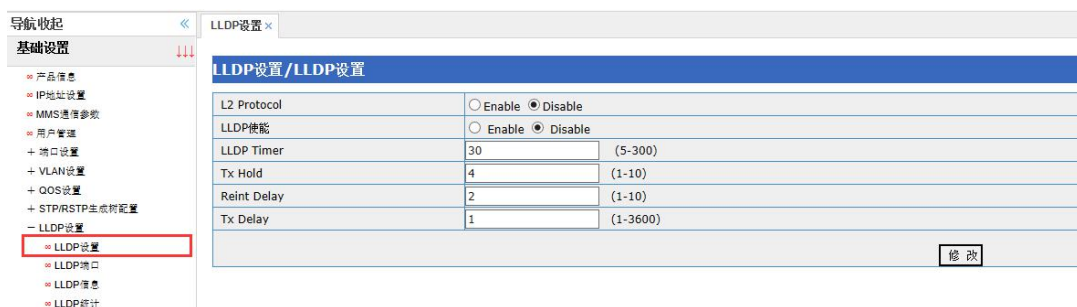 导航收起 «
基础设置 ↓↓↓
产品信息
IP地址设置
MMS通信参数
用户管理
+ 端口设置
+ VLAN设置
+ QOS设置
+ STP/RSTP生成树配置
- LLDP设置
LLDP设置
LLDP端口
LLDP信息
LLDP统计
LLDP设置 ×
LLDP设置/LLDP设置
L2 Protocol Enable Disable
LLDP使能 Enable Disable
LLDP Timer 30 (5-300)
Tx Hold 4 (1-10)
Reint Delay 2 (1-10)
Tx Delay 1 (1-3600)
修 改